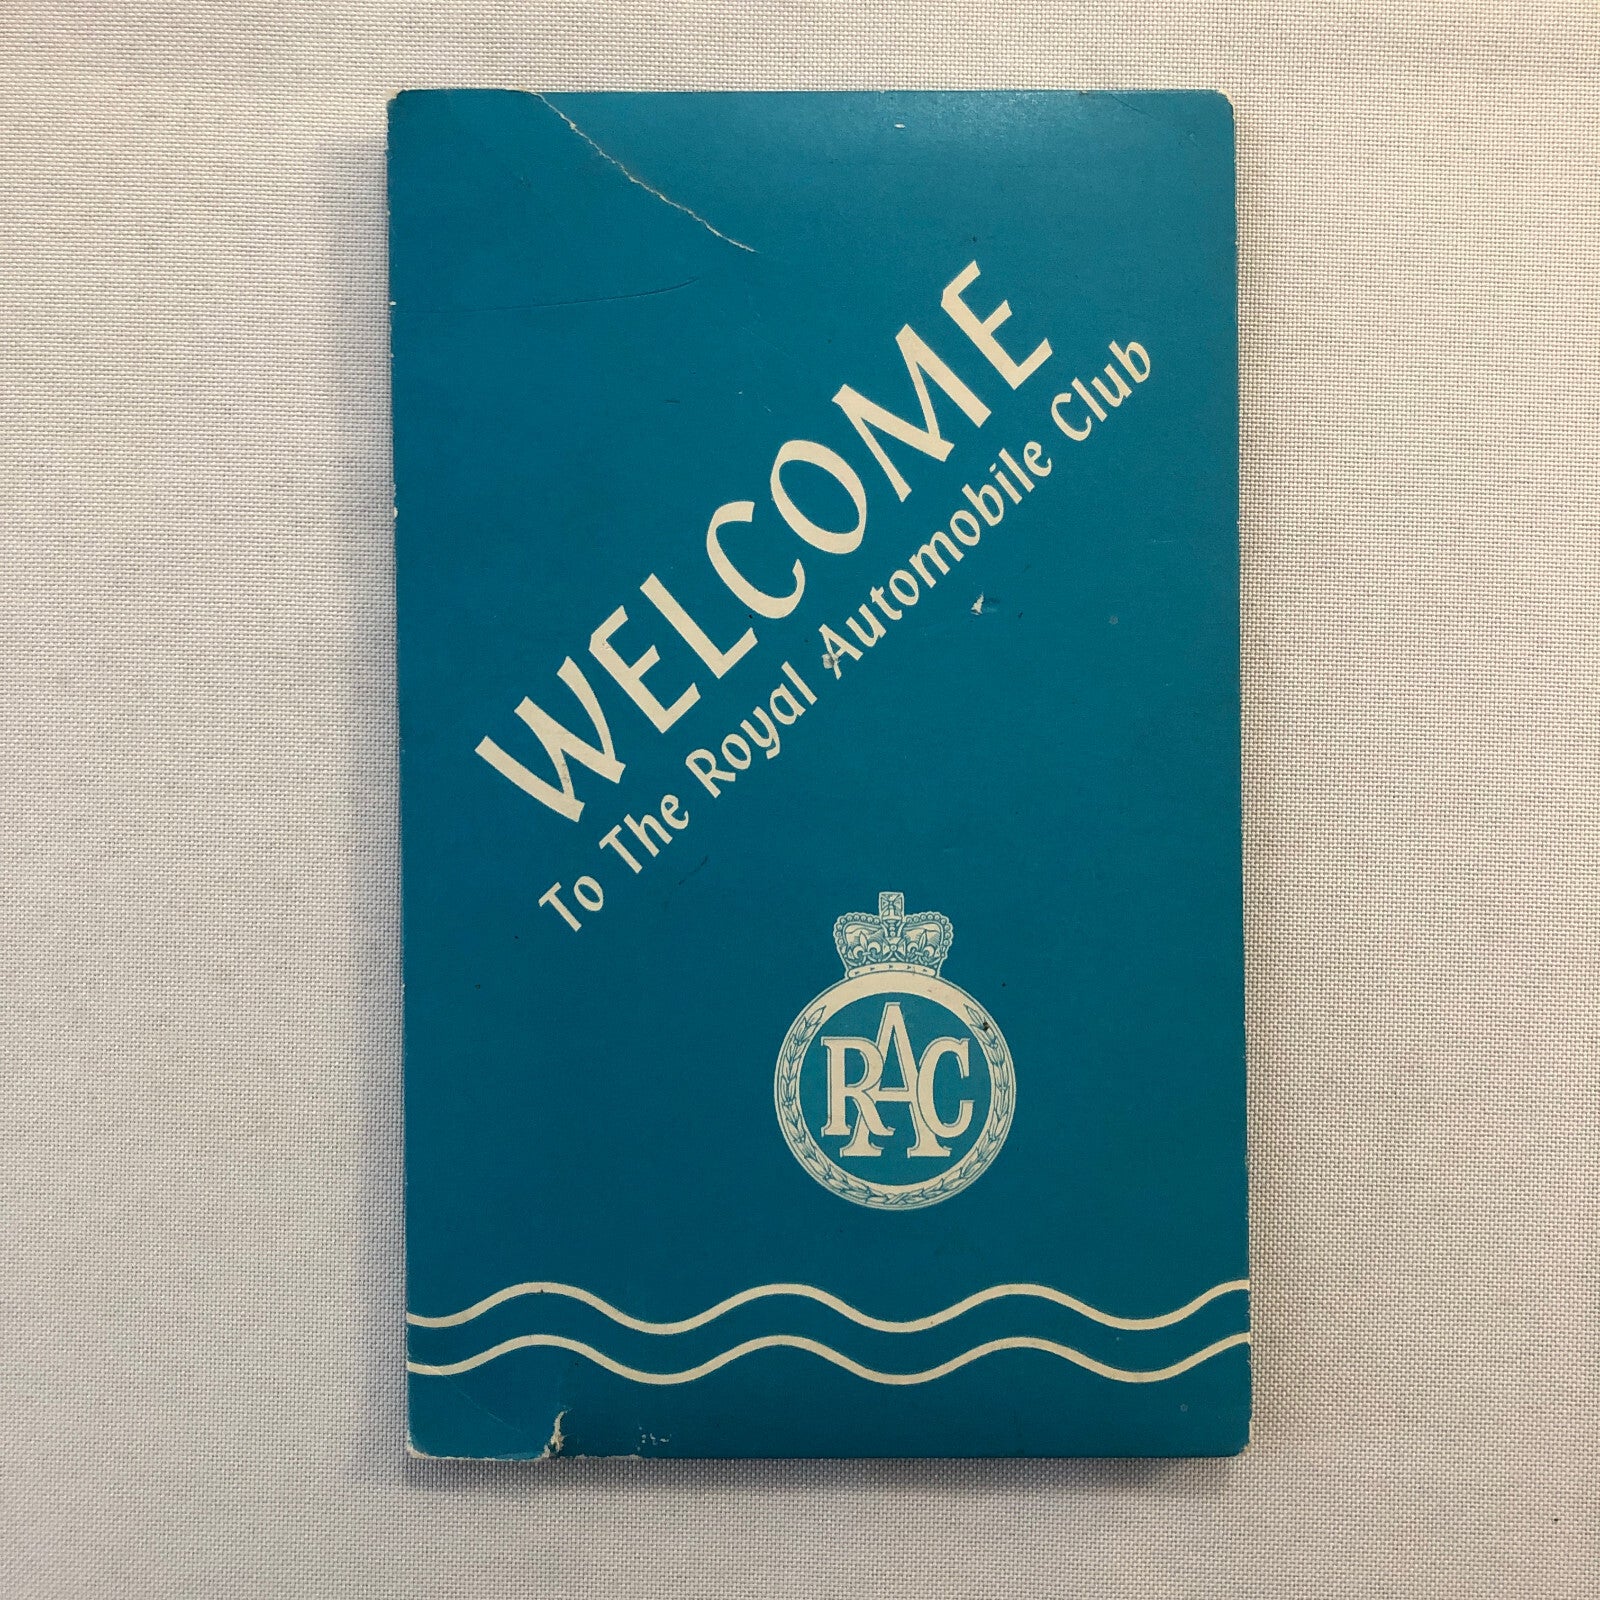 WELCOME
To The Royal Automobile Club
RAC